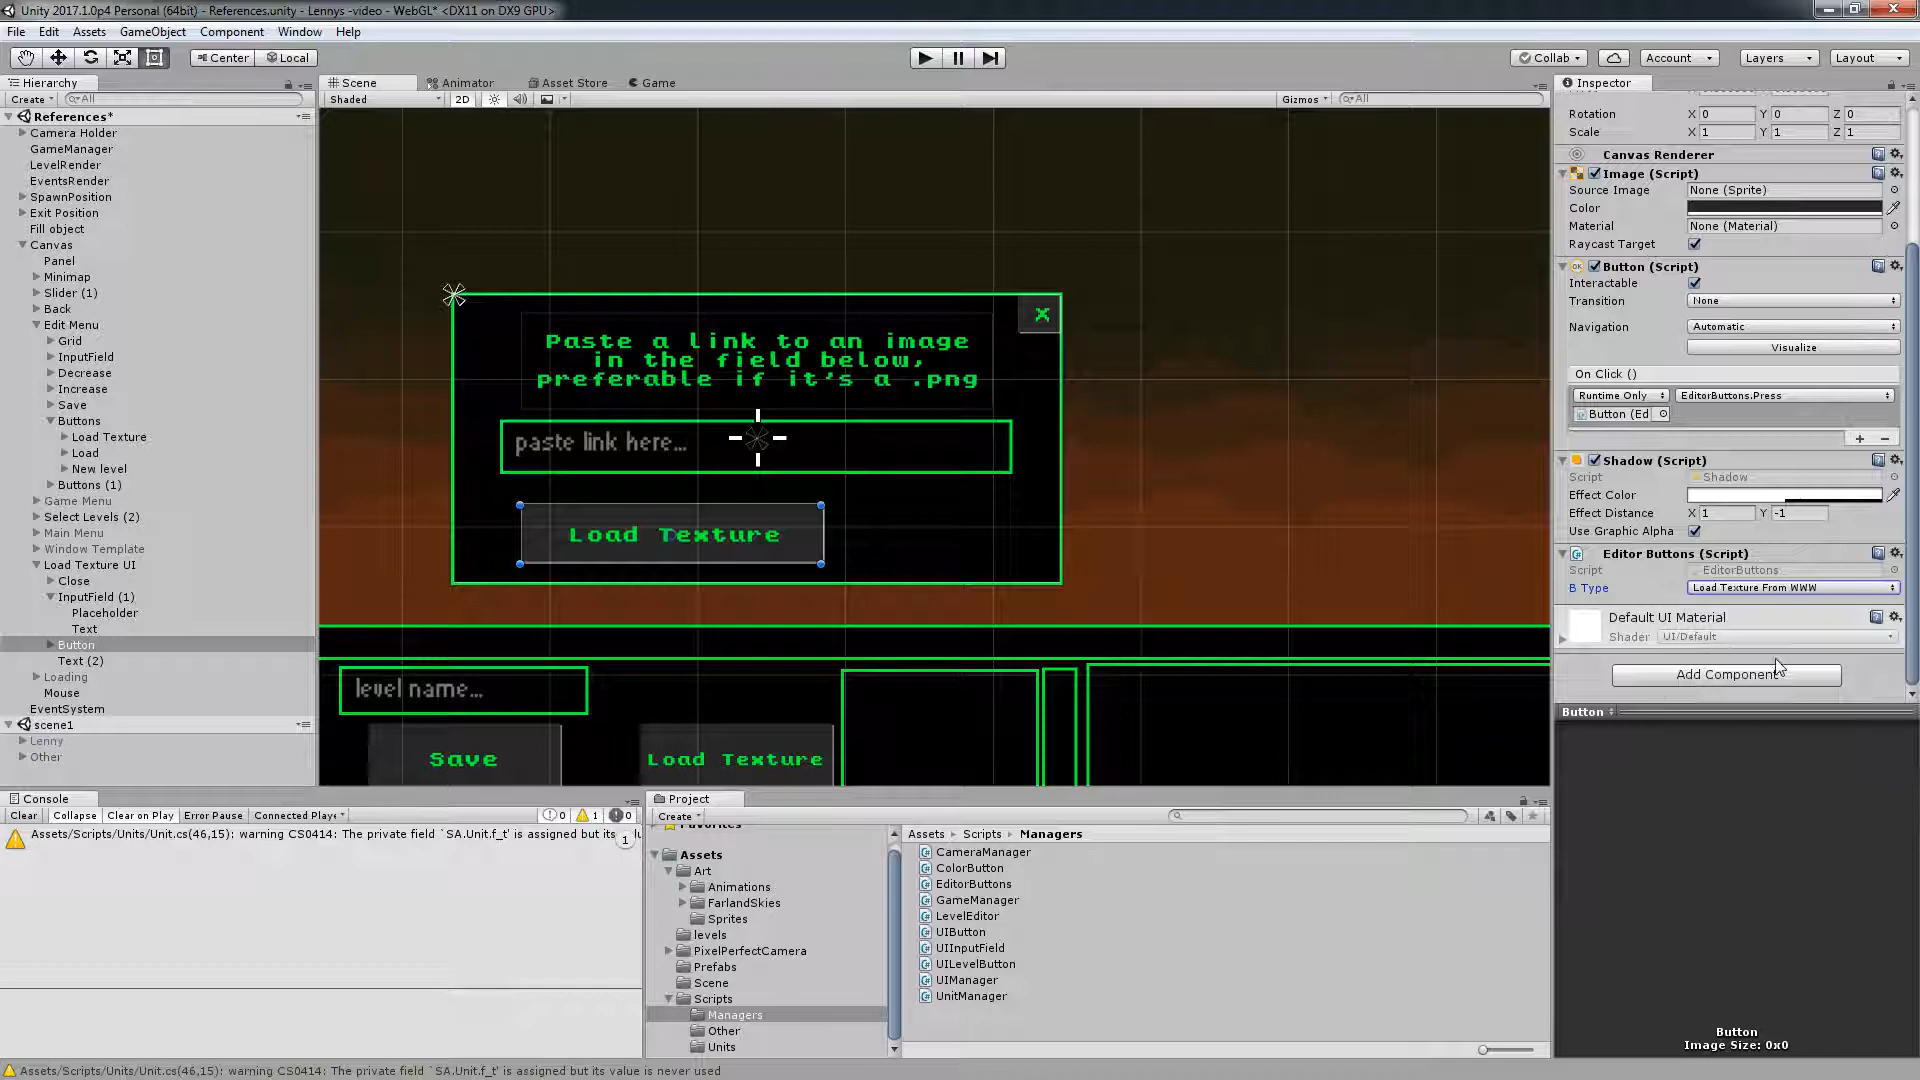 Unity 2017.1.0p4 Personal (64bit) - References.unity - Lennys -video - WebGL* <DX11 on DX9 GPU>
File Edit Assets GameObject Component Window Help
Center Local
Collab Account Layers Layout
Hierarchy
Create All
References*
Camera Holder
GameManager
LevelRender
EventsRender
SpawnPosition
Exit Position
Fill object
Canvas
Panel
Minimap
Slider (1)
Back
Edit Menu
Grid
InputField
Decrease
Increase
Save
Buttons
Load Texture
Load
New level
Buttons (1)
Game Menu
Select Levels (2)
Main Menu
Window Template
Load Texture UI
Close
InputField (1)
Placeholder
Text
Button
Text (2)
Loading
Mouse
EventSystem
scene1
Lenny
Other
Scene Animator Asset Store Game
Shaded 2D Gizmos All
X
Paste a link to an image
in the field below,
preferable if it's a .png
paste link here...
Load Texture
level name...
Save
Load Texture
Inspector
Rotation X 0 Y 0 Z 0
Scale X 1 Y 1 Z 1
Canvas Renderer
Image (Script)
Source Image None (Sprite)
Color
Material None (Material)
Raycast Target
Button (Script)
Interactable
Transition None
Navigation Automatic
Visualize
On Click ()
Runtime Only EditorButtons.Press
Button (Ed
Shadow (Script)
Script Shadow
Effect Color
Effect Distance X 1 Y -1
Use Graphic Alpha
Editor Buttons (Script)
Script EditorButtons
B Type Load Texture From WWW
Default UI Material
Shader UI/Default
Add Component
Button
Button
Image Size: 0x0
Console
Clear Collapse Clear on Play Error Pause Connected Playe 0 1 0
Assets/Scripts/Units/Unit.cs(46,15): warning CS0414: The private field `SA.Unit.f_t' is assigned but its
1
Project
Create
Favorites
Assets
Art
Animations
FarlandSkies
Sprites
levels
PixelPerfectCamera
Prefabs
Scene
Scripts
Managers
Other
Units
Assets Scripts Managers
CameraManager
ColorButton
EditorButtons
GameManager
LevelEditor
UIButton
UIInputField
UILevelButton
UIManager
UnitManager
Assets/Scripts/Units/Unit.cs(46,15): warning CS0414: The private field `SA.Unit.f_t' is assigned but its value is never used